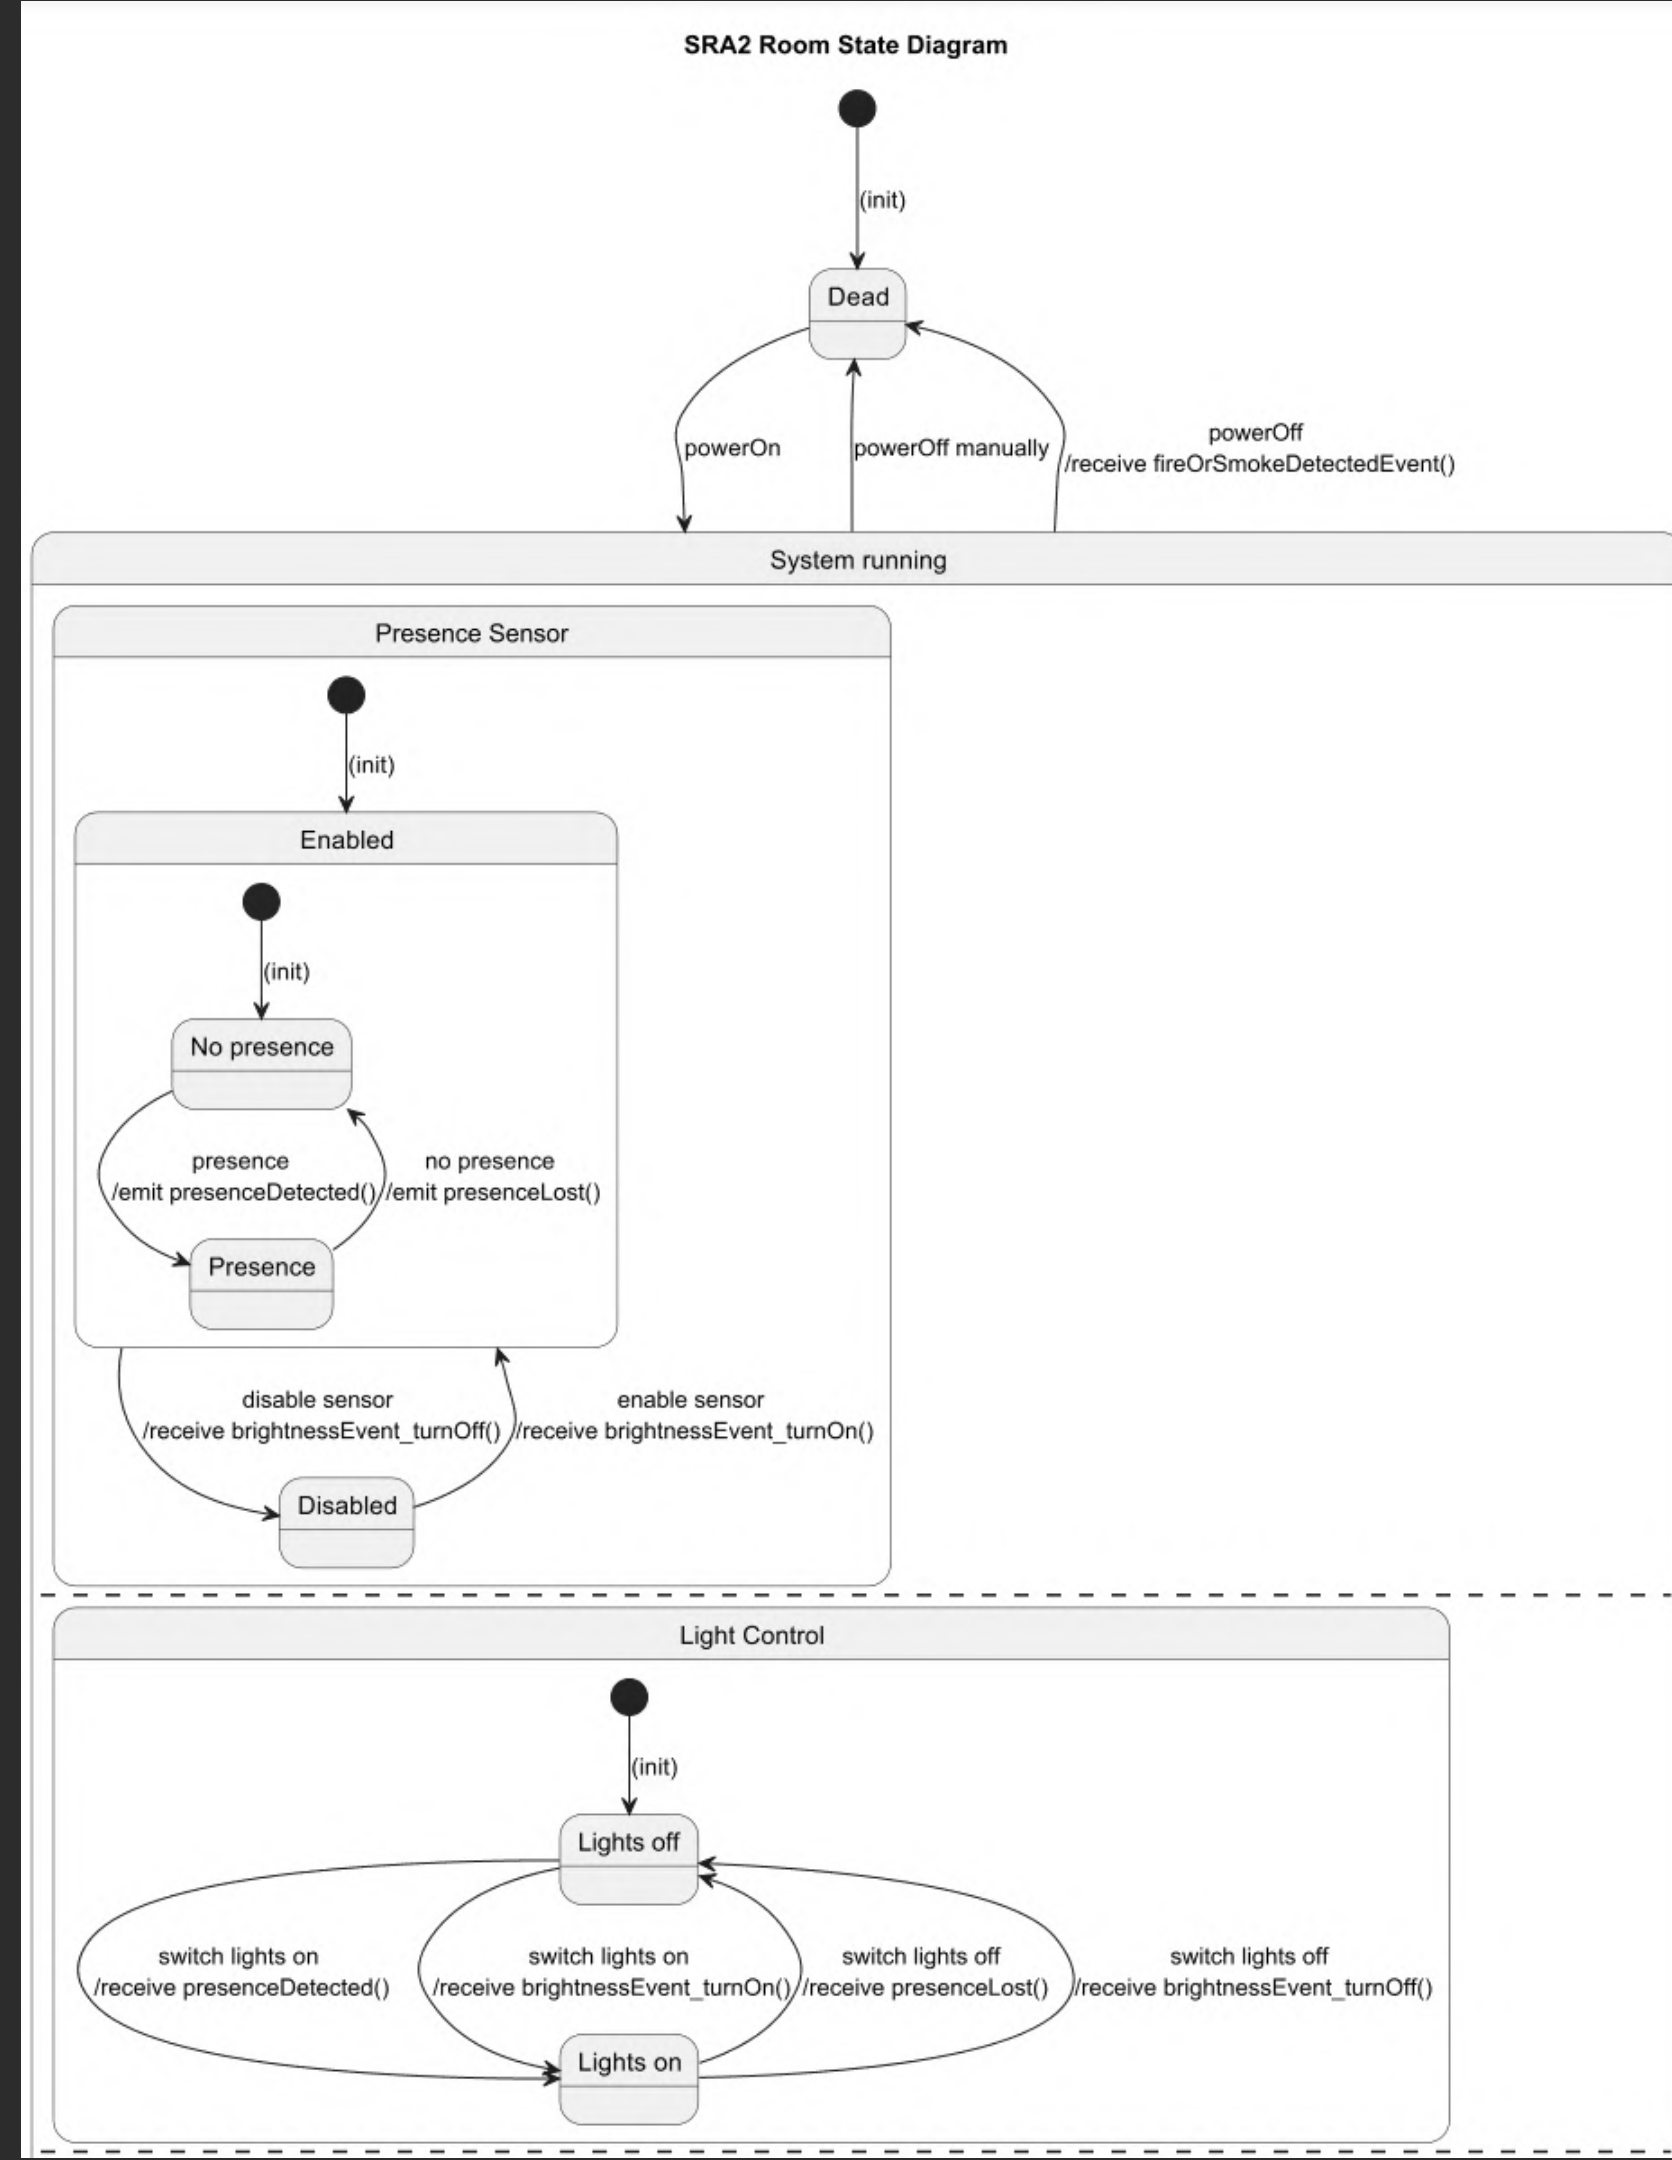 SRA2 Room State Diagram
(init)
Dead
powerOn
powerOff manually
powerOff
/receive fireOrSmokeDetectedEvent()
System running
Presence Sensor
(init)
Enabled
(init)
No presence
presence
/emit presenceDetected()
no presence
/emit presenceLost()
Presence
disable sensor
/receive brightnessEvent_turnOff()
enable sensor
/receive brightnessEvent_turnOn()
Disabled
Light Control
(init)
Lights off
switch lights on
/receive presenceDetected()
switch lights on
/receive brightnessEvent_turnOn()
switch lights off
/receive presenceLost()
switch lights off
/receive brightnessEvent_turnOff()
Lights on